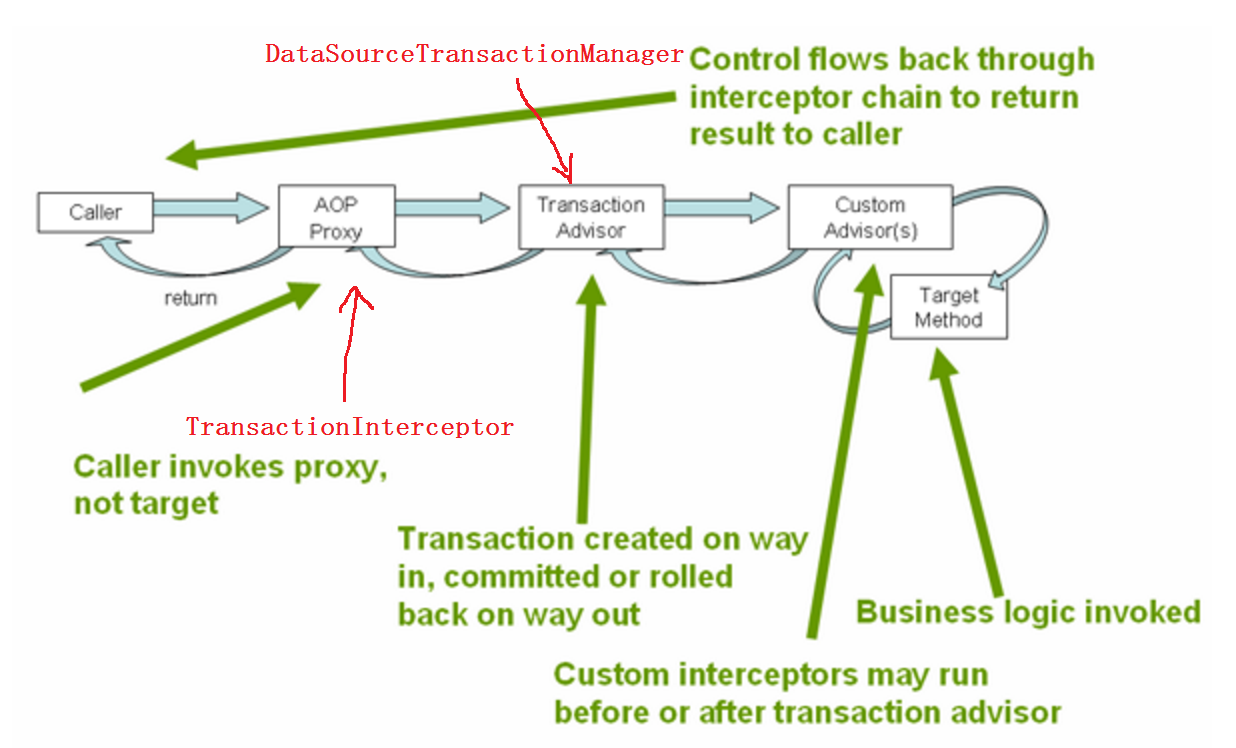 DataSourceTransactionManager
Control flows back through
interceptor chain to return
result to caller
Caller
AOP
Proxy
Transaction
Advisor
Custom
Advisor(s)
Target
Method
return
TransactionInterceptor
Caller invokes proxy,
not target
Transaction created on way
in, committed or rolled
back on way out
Business logic invoked
Custom interceptors may run
before or after transaction advisor